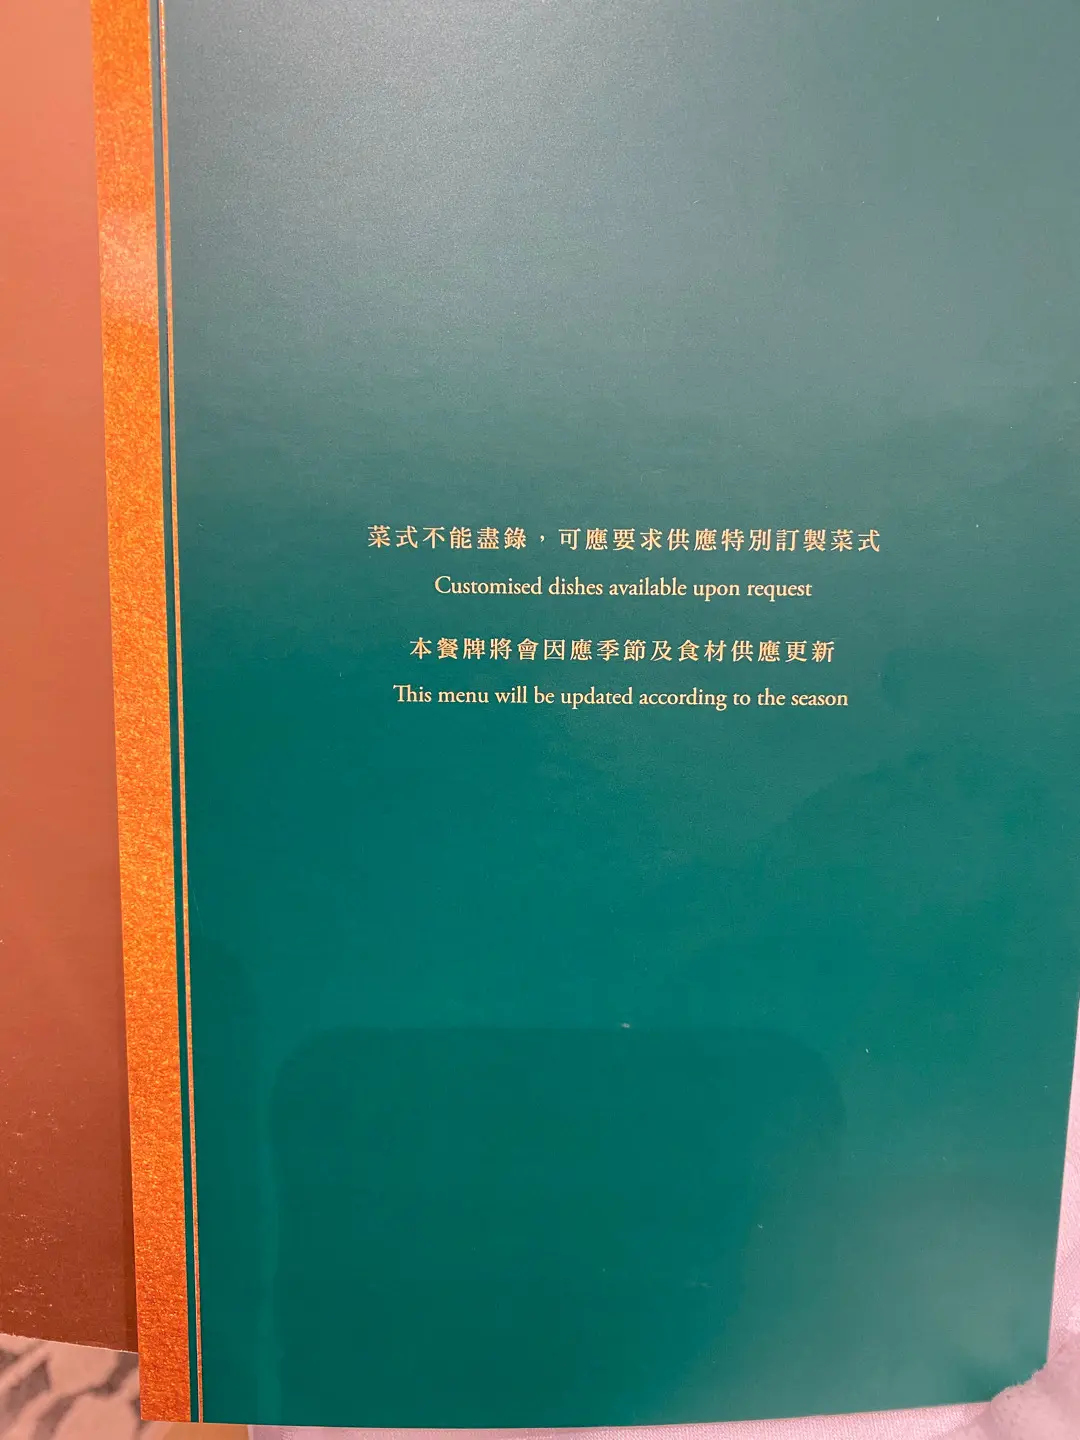 菜式不能盡錄，可應要求供應特別訂製菜式
Customised dishes available upon request
本餐牌將會因應季節及食材供應更新
This menu will be updated according to the season